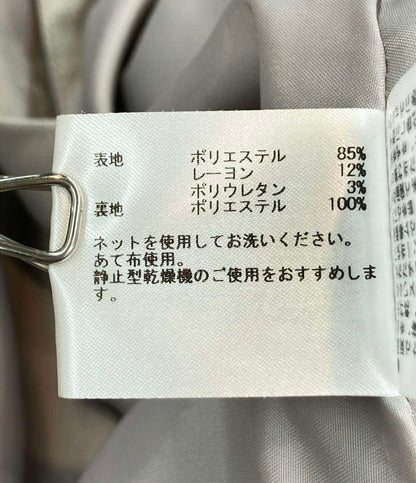 表地 ポリエステル 85%
レーヨン 12%
ポリウレタン 3%
裏地 ポリエステル 100%
ネットを使用してお洗いください。
あて布使用。
静止型乾燥機のご使用をおすすめしま
す。